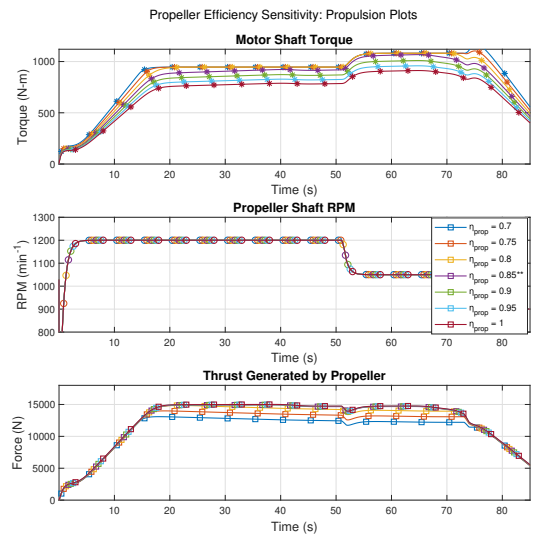 Propeller Efficiency Sensitivity: Propulsion Plots
Motor Shaft Torque
1000
500
0
Torque (N-m)
10 20 30 40 50 60 70 80
Time (s)
Propeller Shaft RPM
1300
1200
1100
1000
900
800
RPM (min⁻¹)
η_prop = 0.7
η_prop = 0.75
η_prop = 0.8
η_prop = 0.85**
η_prop = 0.9
η_prop = 0.95
η_prop = 1
10 20 30 40 50 60 70 80
Time (s)
Thrust Generated by Propeller
15000
10000
5000
0
Force (N)
10 20 30 40 50 60 70 80
Time (s)